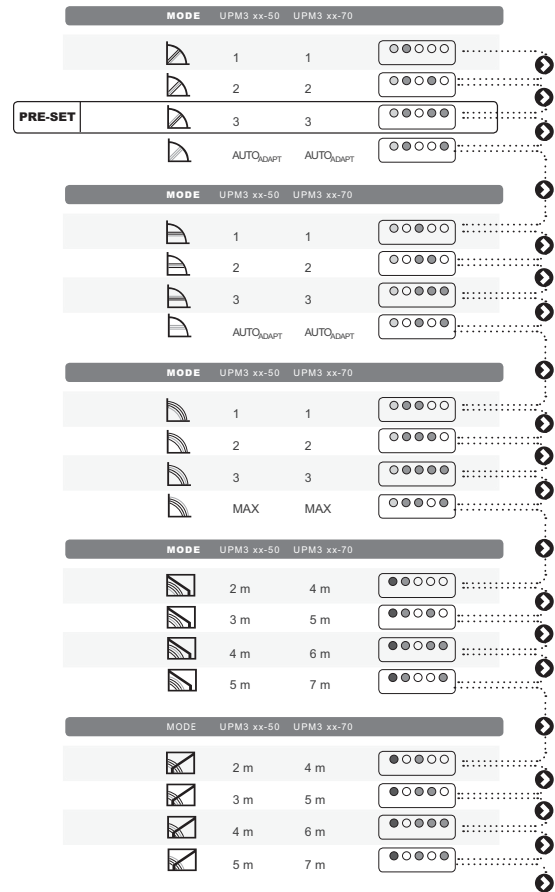 MODE UPM3 xx-50 UPM3 xx-70
1 1
2 2
PRE-SET 3 3
AUTOADAPT AUTOADAPT
MODE UPM3 xx-50 UPM3 xx-70
1 1
2 2
3 3
AUTOADAPT AUTOADAPT
MODE UPM3 xx-50 UPM3 xx-70
1 1
2 2
3 3
MAX MAX
MODE UPM3 xx-50 UPM3 xx-70
2 m 4 m
3 m 5 m
4 m 6 m
5 m 7 m
MODE UPM3 xx-50 UPM3 xx-70
2 m 4 m
3 m 5 m
4 m 6 m
5 m 7 m